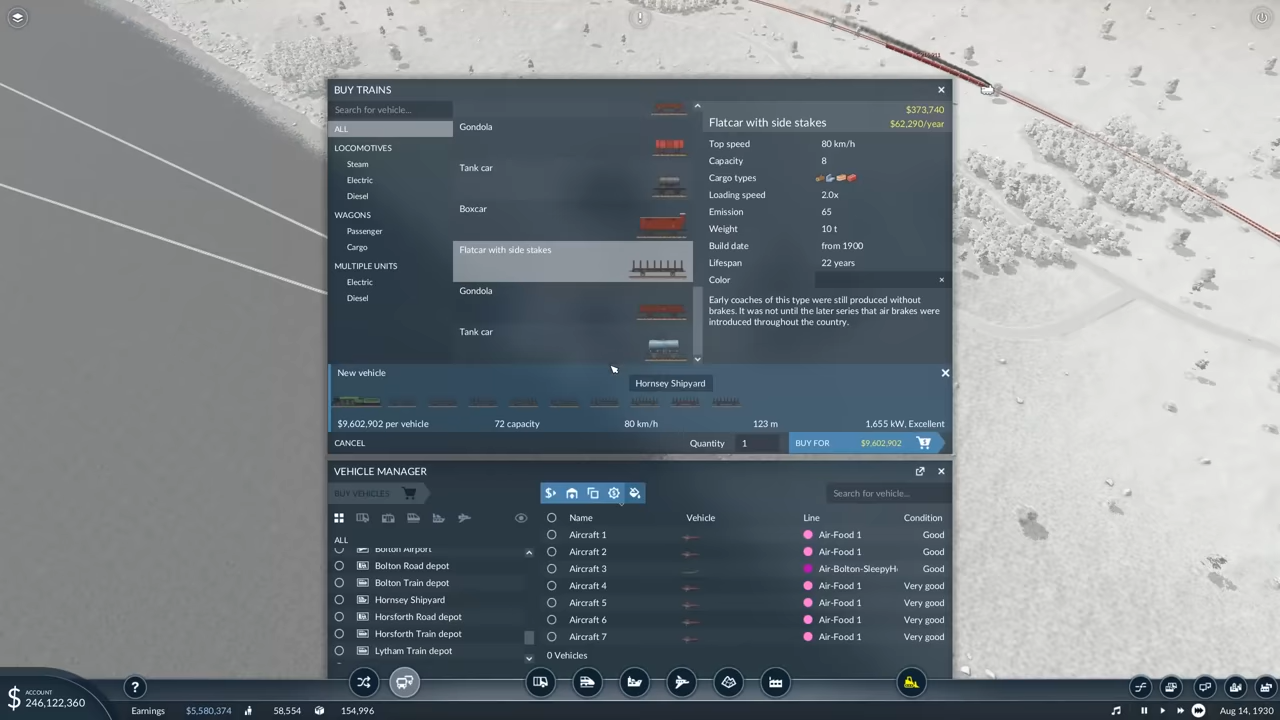 BUY TRAINS
Search for vehicle...
ALL
LOCOMOTIVES
Steam
Electric
Diesel
WAGONS
Passenger
Cargo
MULTIPLE UNITS
Electric
Diesel
Gondola
Tank car
Boxcar
Flatcar with side stakes
Gondola
Tank car
$373,740
Flatcar with side stakes
$62,290/year
Top speed 80 km/h
Capacity 8
Cargo types
Loading speed 2.0x
Emission 65
Weight 10 t
Build date from 1900
Lifespan 22 years
Color
Early coaches of this type were still produced without
brakes. It was not until the later series that air brakes were
introduced throughout the country.
New vehicle
Hornsey Shipyard
$9,602,902 per vehicle 72 capacity 80 km/h 123 m 1,655 kW, Excellent
CANCEL Quantity 1 BUY FOR $9,602,902
VEHICLE MANAGER
BUY VEHICLES
Search for vehicle...
ALL
Bolton Airport
Bolton Road depot
Bolton Train depot
Hornsey Shipyard
Horsforth Road depot
Horsforth Train depot
Lytham Train depot
Name Vehicle Line Condition
Aircraft 1 Air-Food 1 Good
Aircraft 2 Air-Food 1 Good
Aircraft 3 Air-Bolton-SleepyH Good
Aircraft 4 Air-Food 1 Very good
Aircraft 5 Air-Food 1 Very good
Aircraft 6 Air-Food 1 Very good
Aircraft 7 Air-Food 1 Very good
0 Vehicles
$ ACCOUNT
246,122,360
?
Earnings $5,580,374 58,554 154,996
Aug 14, 1930